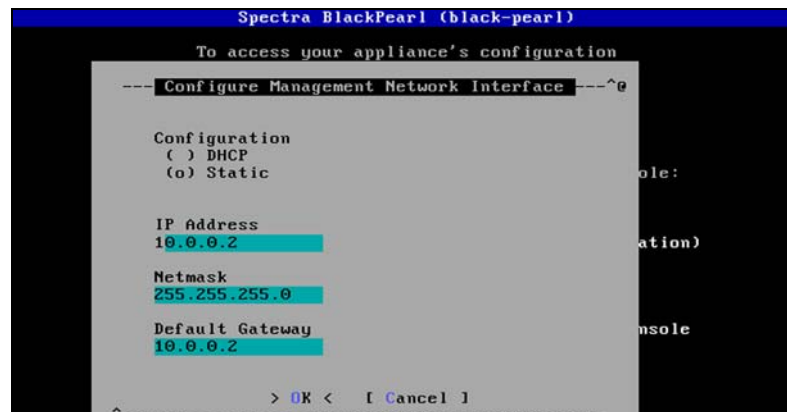 Spectra BlackPearl (black-pearl)
To access your appliance's configuration
--- Configure Management Network Interface ---^@
Configuration
( ) DHCP
(o) Static
ole:
IP Address
10.0.0.2
ation)
Netmask
255.255.255.0
Default Gateway
nsole
10.0.0.2
> OK < [ Cancel ]